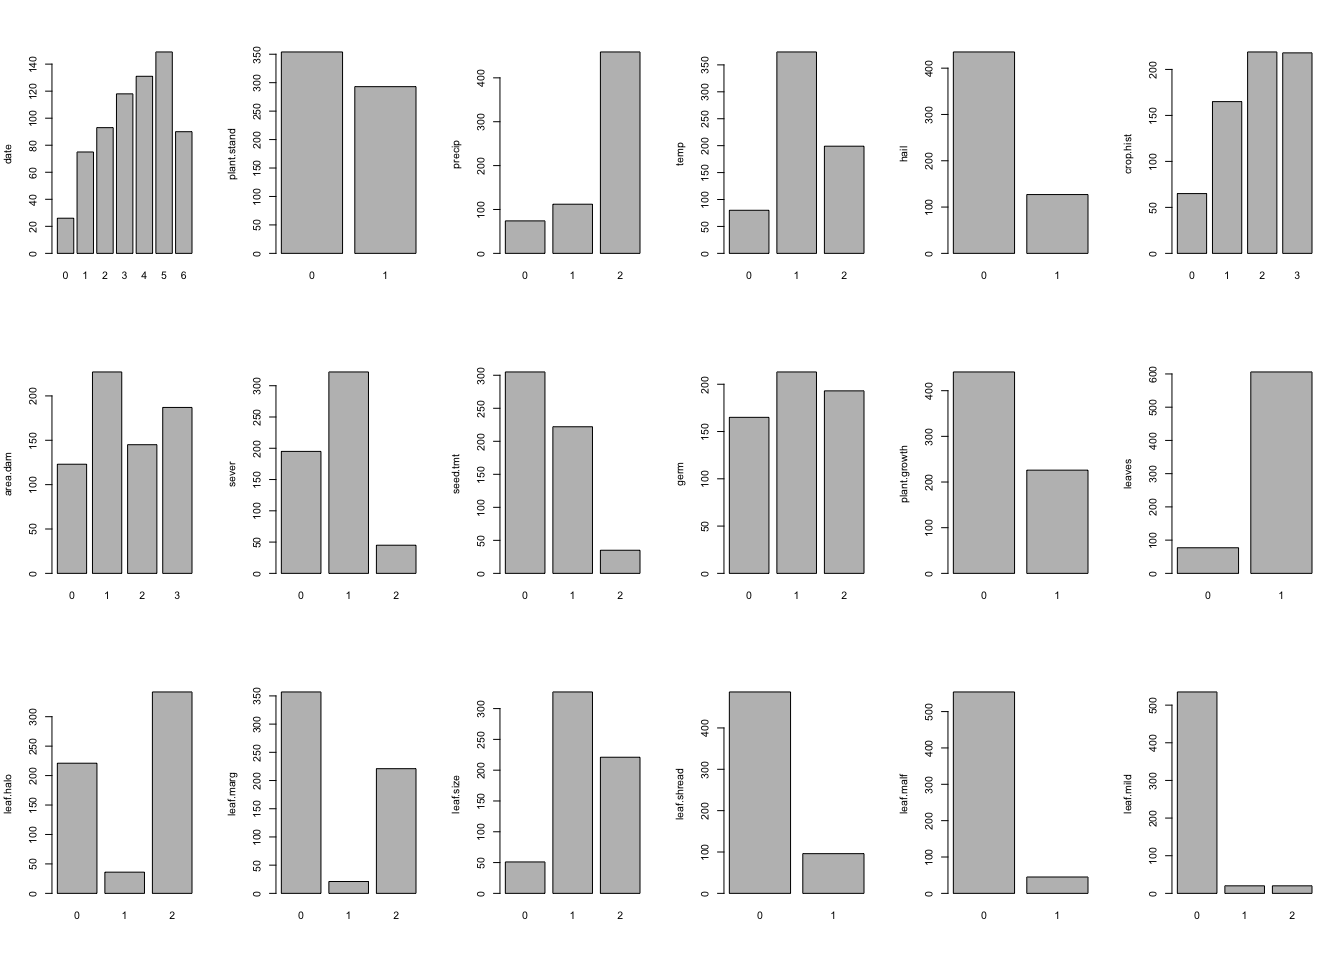 date
0 20 40 60 80 100 120 140
0 1 2 3 4 5 6
plant.stand
0 50 100 150 200 250 300 350
0 1
precip
0 100 200 300 400
0 1 2
temp
0 50 100 150 200 250 300 350
0 1 2
hail
0 100 200 300 400
0 1
crop.hist
0 50 100 150 200
0 1 2 3
area.dam
0 50 100 150 200
0 1 2 3
sever
0 50 100 150 200 250 300
0 1 2
seed.tmt
0 50 100 150 200 250 300
0 1 2
germ
0 50 100 150 200
0 1 2
plant.growth
0 100 200 300 400
0 1
leaves
0 100 200 300 400 500 600
0 1
leaf.halo
0 50 100 150 200 250 300
0 1 2
leaf.marg
0 50 100 150 200 250 300 350
0 1 2
leaf.size
0 50 100 150 200 250 300
0 1 2
leaf.shread
0 100 200 300 400
0 1
leaf.malf
0 100 200 300 400 500
0 1
leaf.mild
0 100 200 300 400 500
0 1 2